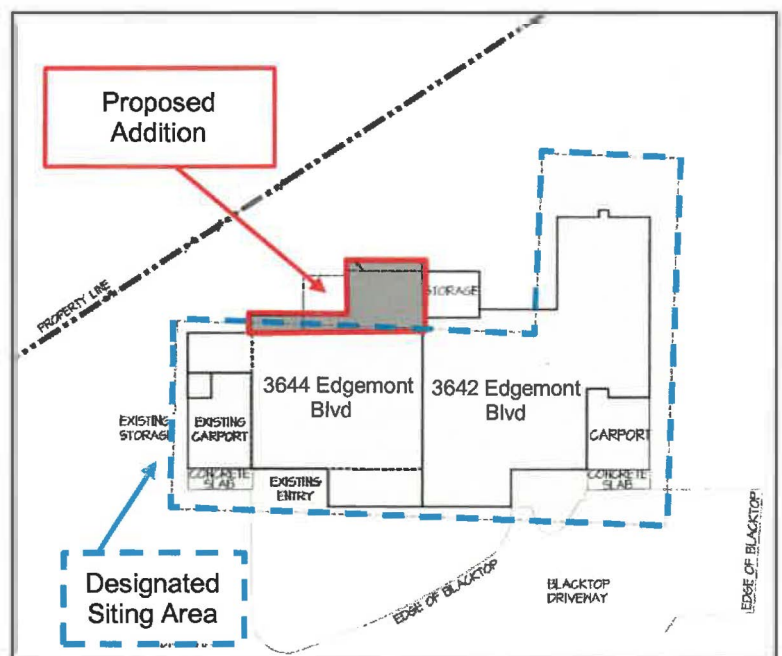 Proposed
Addition
PROPERTY LINE
STORAGE
3644 Edgemont
Blvd
3642 Edgemont
Blvd
EXISTING
STORAGE
EXISTING
CARPORT
CARPORT
CONCRETE
SLAB
EXISTING
ENTRY
CONCRETE
SLAB
Designated
Siting Area
EDGE OF BLACKTOP
BLACKTOP
DRIVEWAY
EDGE OF BLACKTOP